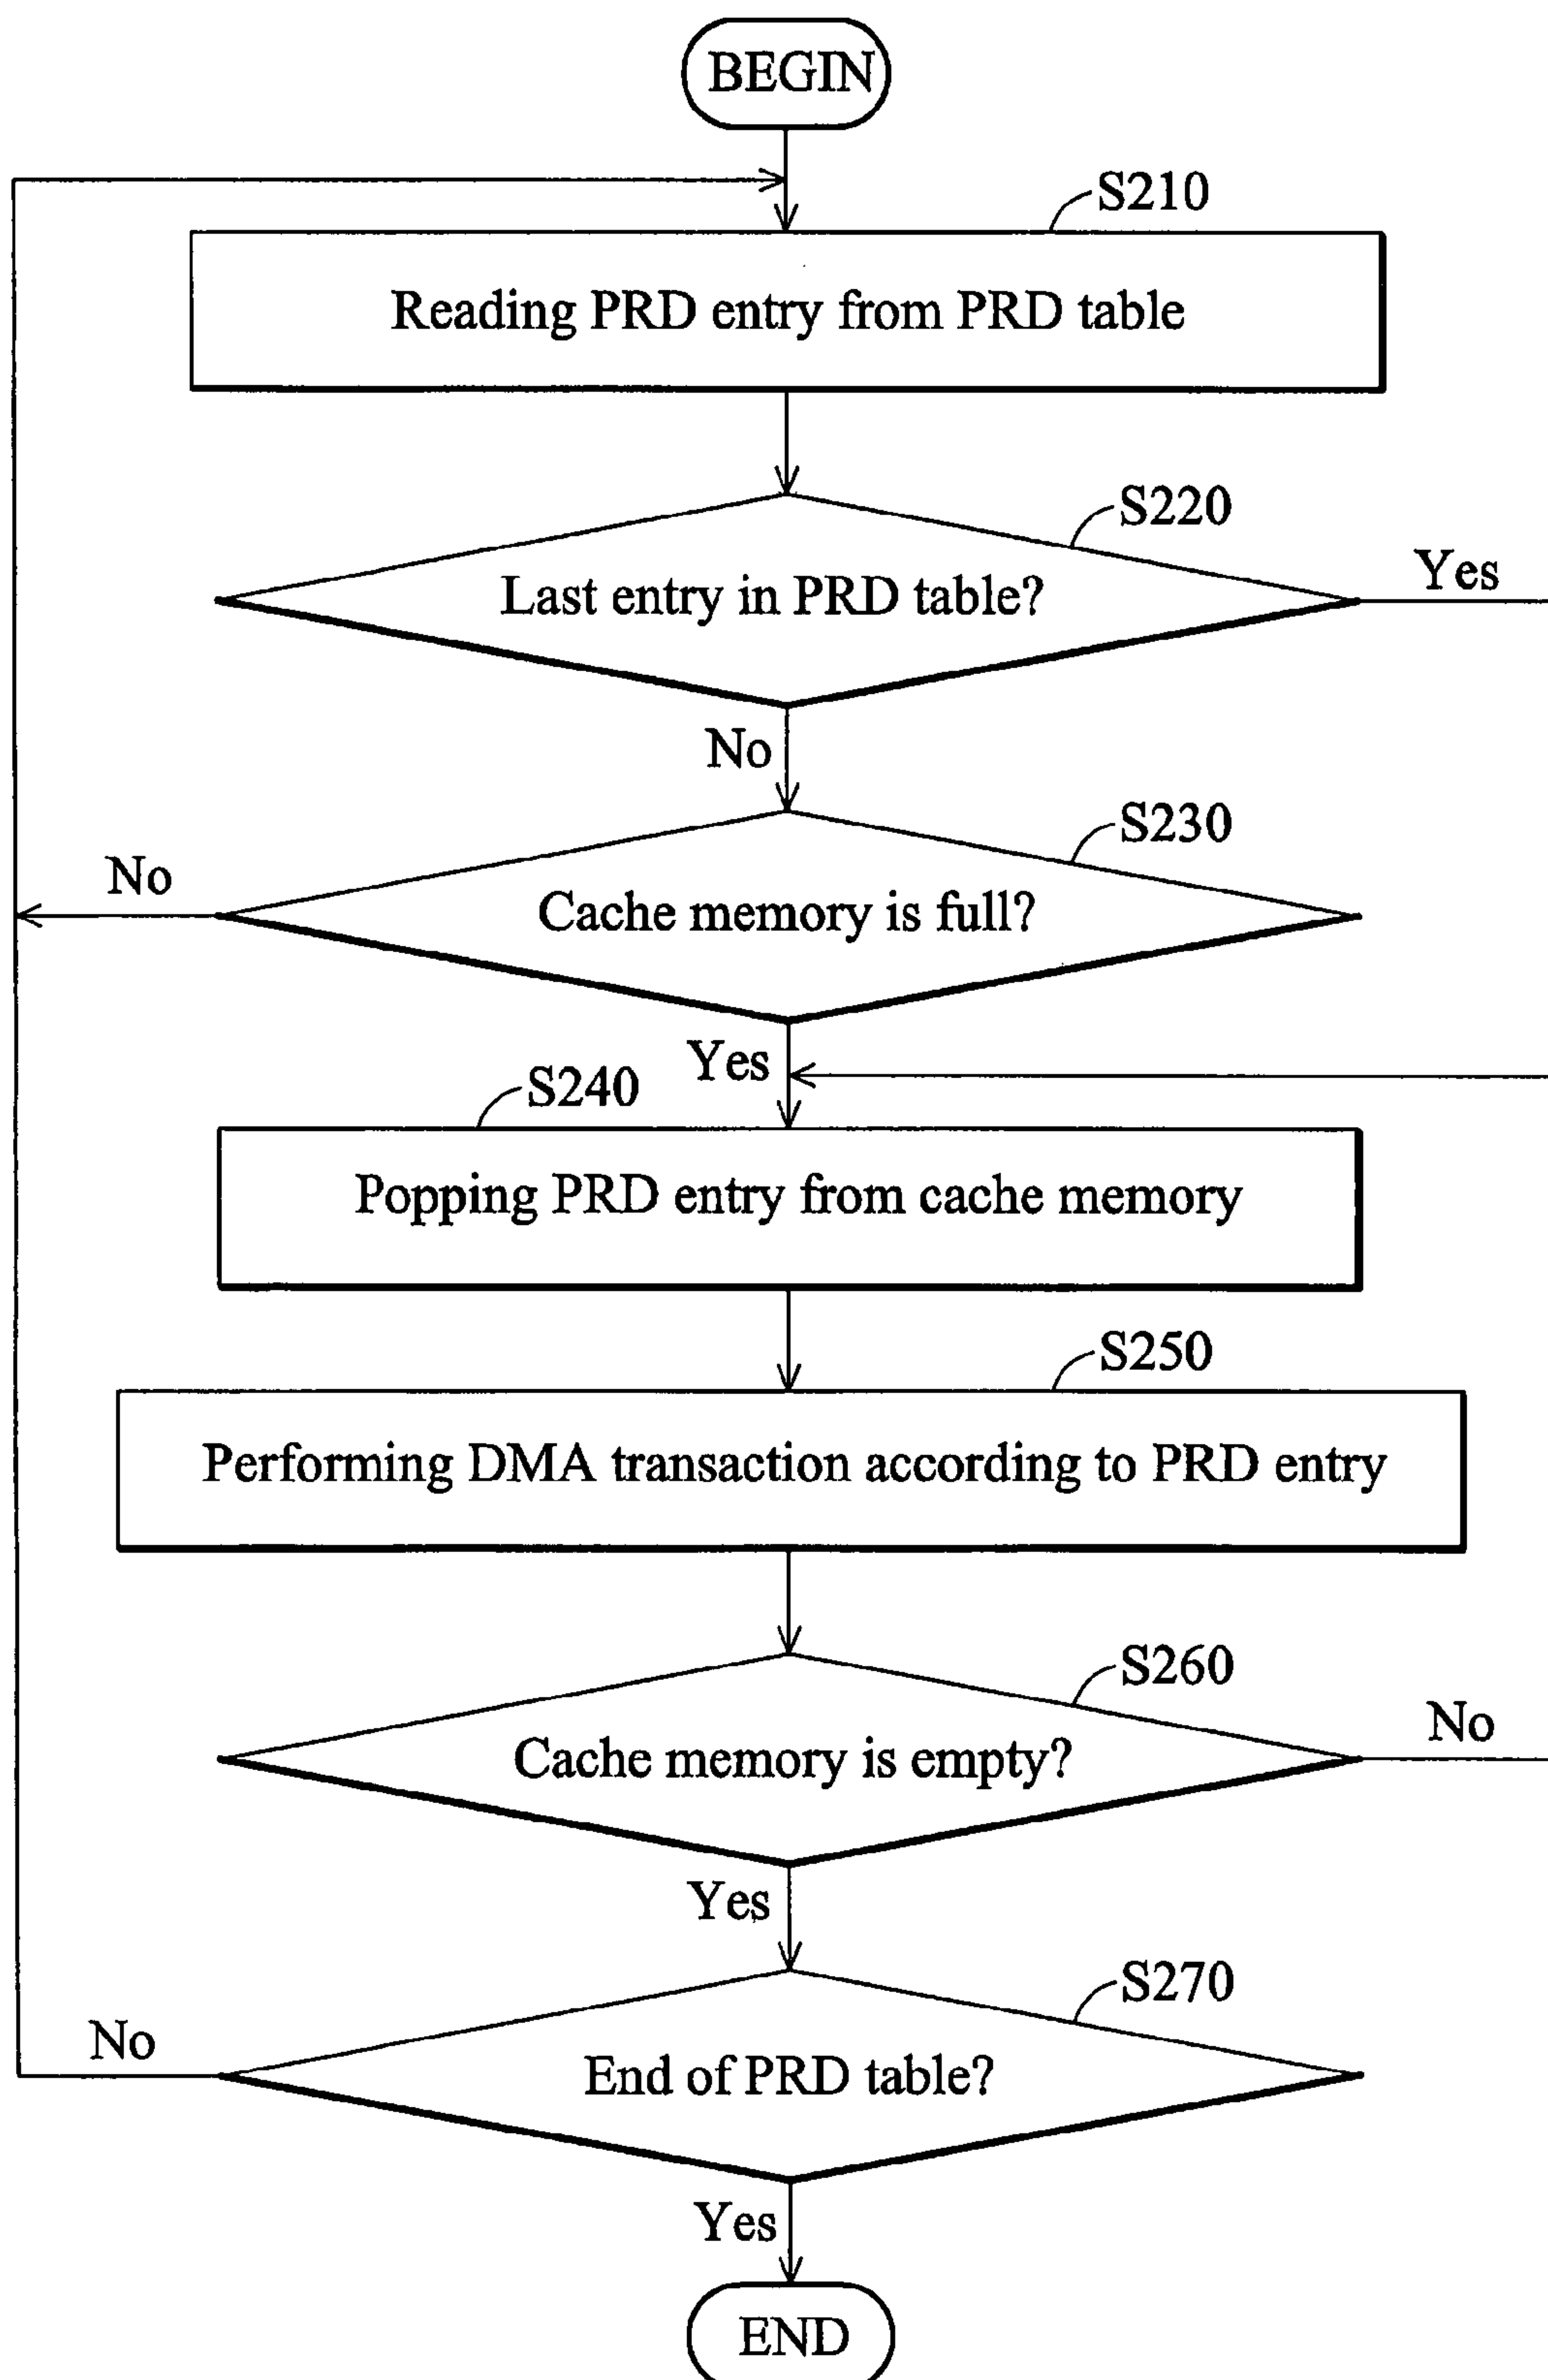 BEGIN
S210
Reading PRD entry from PRD table
S220
Last entry in PRD table?
Yes
No
S230
Cache memory is full?
No
Yes
S240
Popping PRD entry from cache memory
S250
Performing DMA transaction according to PRD entry
S260
Cache memory is empty?
No
Yes
S270
End of PRD table?
No
Yes
END